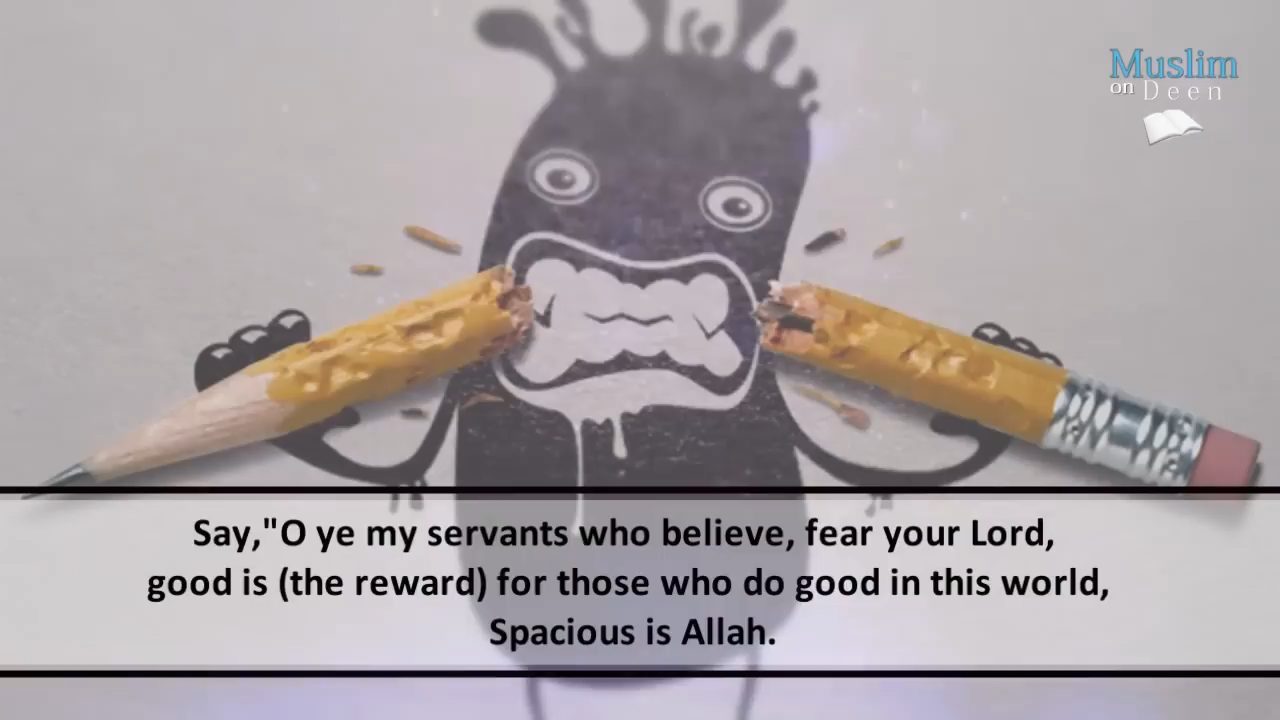 Muslim
on Deen
Say,"O ye my servants who believe, fear your Lord,
good is (the reward) for those who do good in this world,
Spacious is Allah.